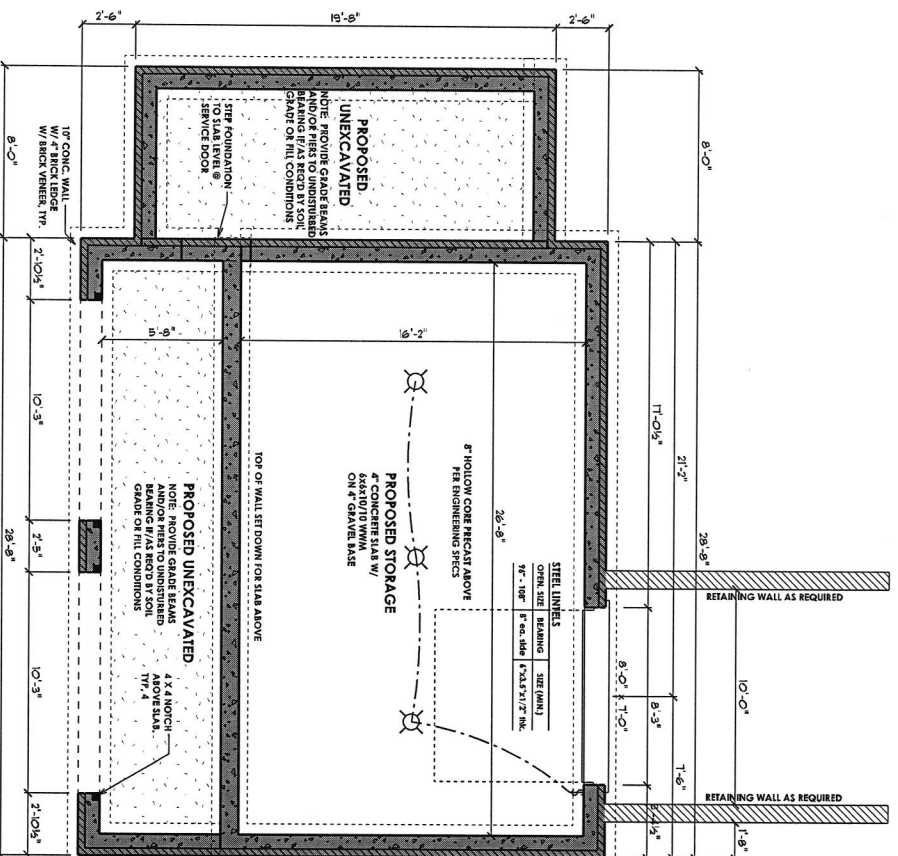 2'-6"
19'-8"
2'-6"
8'-0"
8'-0"
PROPOSED
UNEXCAVATED
NOTE: PROVIDE GRADE BEAMS
AND/OR PIERS TO UNDISTURBED
BEARING IF/AS REQ'D BY SOIL
GRADE OR FILL CONDITIONS
STEP FOUNDATION
TO SLAB LEVEL @
SERVICE DOOR
10" CONC. WALL
W/ 4" BRICK LEDGE
W/ BRICK VENEER, TYP.
2'-10½"
10'-3"
2'-5"
10'-3"
2'-10½"
28'-8"
5'-8"
16'-2"
26'-8"
17'-0½"
21'-2"
28'-8"
TOP OF WALL SET DOWN FOR SLAB ABOVE
8" HOLLOW CORE PRECAST ABOVE
PER ENGINEERING SPECS
PROPOSED STORAGE
4" CONCRETE SLAB W/
6x6x10/10 WWM
ON 4" GRAVEL BASE
STEEL LINTELS
OPEN. SIZE BEARING SIZE (MIN.)
96" - 108" 8" ea. side 6"x3.5"x1/2" thk.
PROPOSED UNEXCAVATED
NOTE: PROVIDE GRADE BEAMS
AND/OR PIERS TO UNDISTURBED
BEARING IF/AS REQ'D BY SOIL
GRADE OR FILL CONDITIONS
4 X 4 NOTCH
ABOVE SLAB,
TYP. 4
RETAINING WALL AS REQUIRED
8'-0" x 7'-0"
8'-3"
10'-0"
7'-6"
RETAINING WALL AS REQUIRED
1'-8"